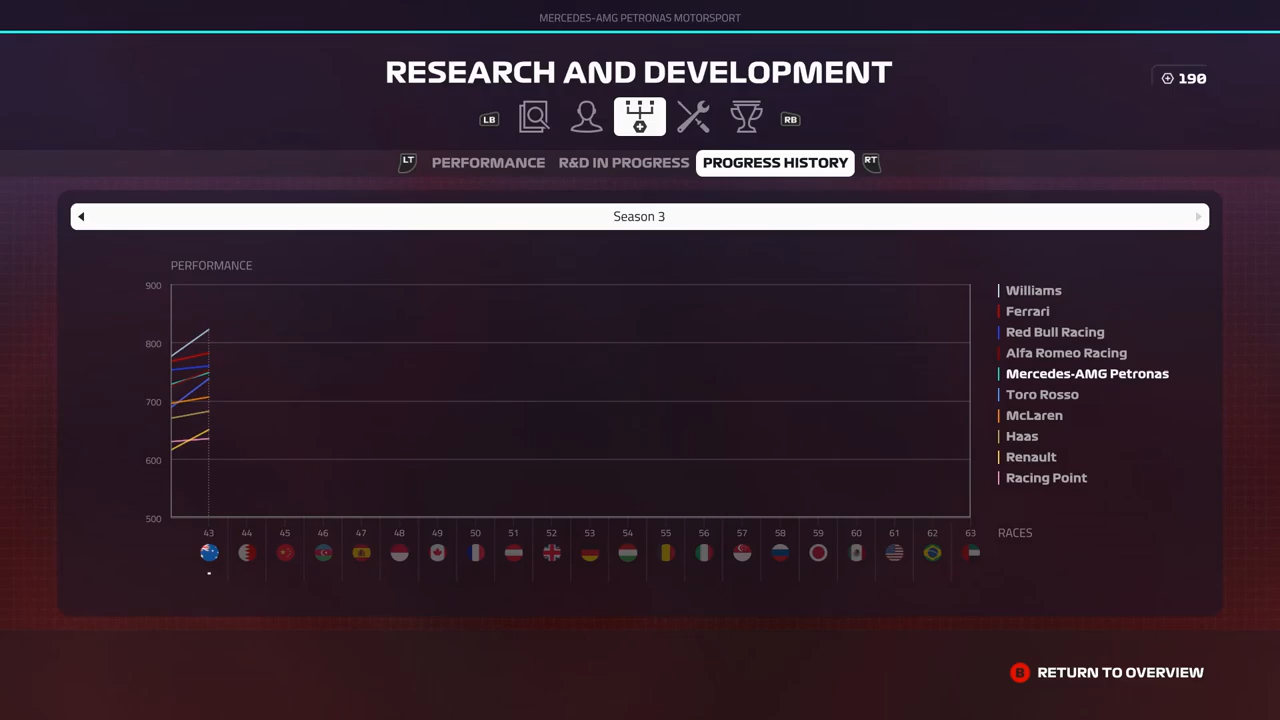 MERCEDES-AMG PETRONAS MOTORSPORT
RESEARCH AND DEVELOPMENT
190
LB
RB
LT PERFORMANCE R&D IN PROGRESS PROGRESS HISTORY RT
Season 3
PERFORMANCE
900
800
700
600
500
Williams
Ferrari
Red Bull Racing
Alfa Romeo Racing
Mercedes-AMG Petronas
Toro Rosso
McLaren
Haas
Renault
Racing Point
43 44 45 46 47 48 49 50 51 52 53 54 55 56 57 58 59 60 61 62 63 RACES
B RETURN TO OVERVIEW